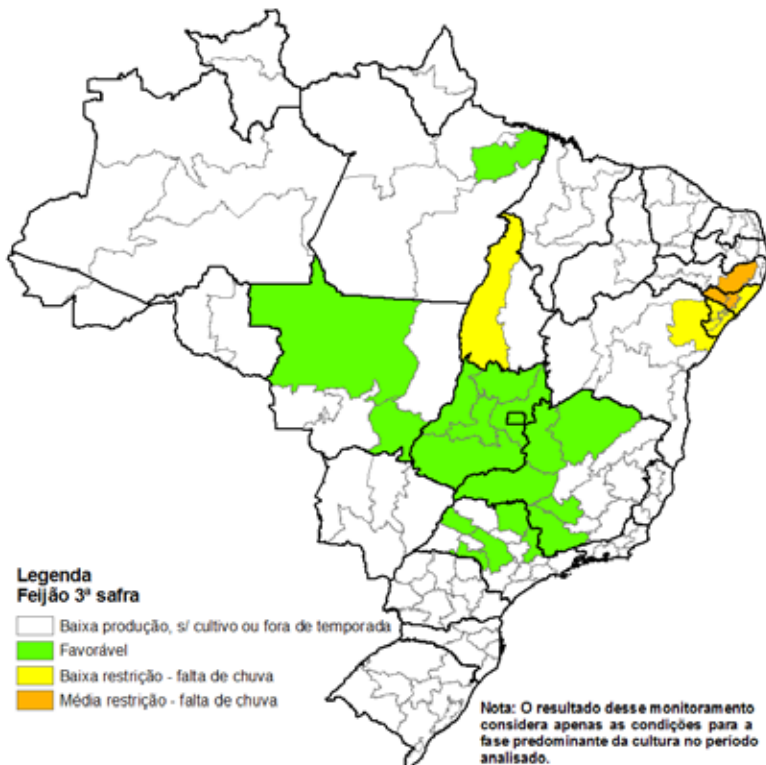 Legenda
Feijão 3ª safra
Baixa produção, s/ cultivo ou fora de temporada
Favorável
Baixa restrição - falta de chuva
Média restrição - falta de chuva
Nota: O resultado desse monitoramento
considera apenas as condições para a
fase predominante da cultura no período
analisado.